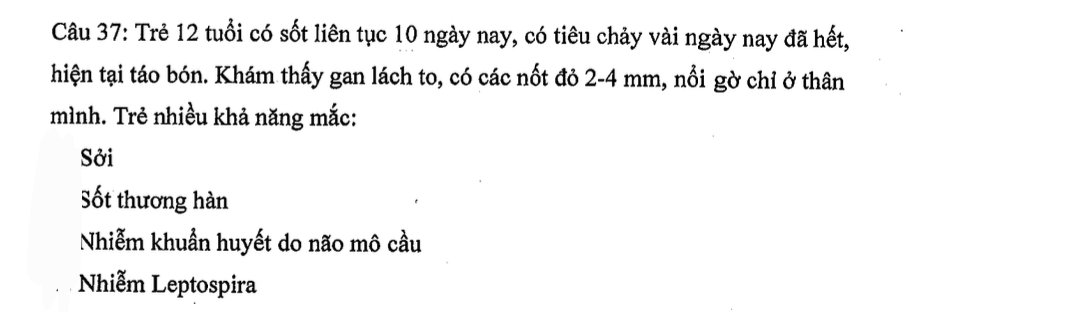 Câu 37: Trẻ 12 tuổi có sốt liên tục 10 ngày nay, có tiêu chảy vài ngày nay đã hết,
hiện tại táo bón. Khám thấy gan lách to, có các nốt đỏ 2-4 mm, nổi gờ chỉ ở thân
mình. Trẻ nhiều khả năng mắc:
Sởi
Sốt thương hàn
Nhiễm khuẩn huyết do não mô cầu
Nhiễm Leptospira